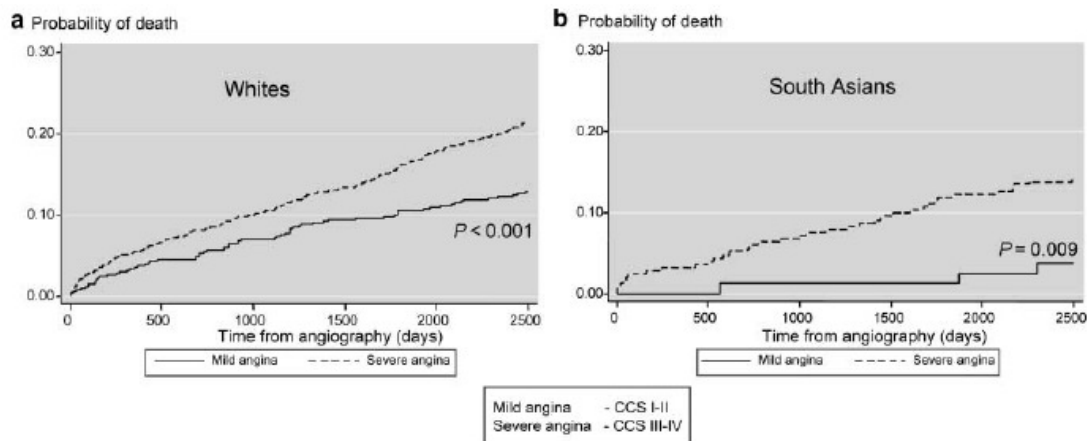 a Probability of death
0.30
0.20
0.10
0.00
Whites
P < 0.001
0 500 1000 1500 2000 2500
Time from angiography (days)
Mild angina Severe angina
b Probability of death
0.30
0.20
0.10
0.00
South Asians
P = 0.009
0 500 1000 1500 2000 2500
Time from angiography (days)
Mild angina Severe angina
Mild angina - CCS I-II
Severe angina - CCS III-IV